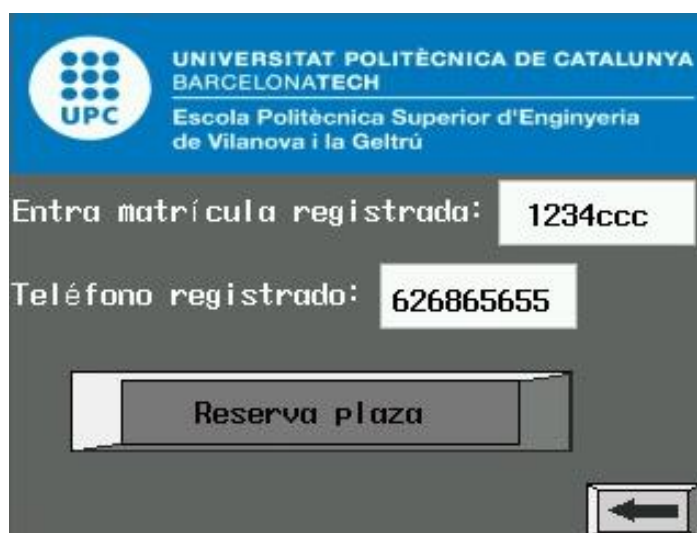 UPC
UNIVERSITAT POLITÈCNICA DE CATALUNYA
BARCELONATECH
Escola Politècnica Superior d'Enginyeria
de Vilanova i la Geltrú
Entra matrícula registrada: 1234ccc
Teléfono registrado: 626865655
Reserva plaza